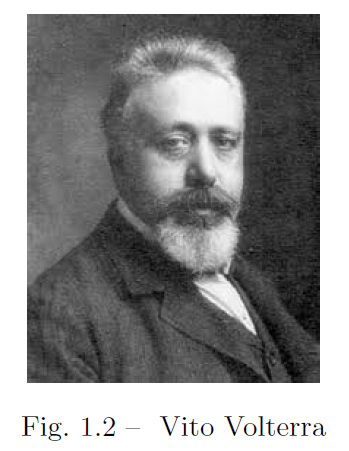 Fig. 1.2 – Vito Volterra